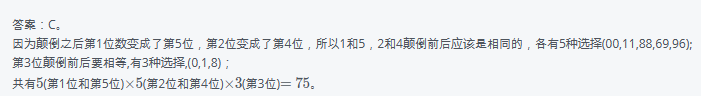 答案：C。
因为颠倒之后第1位数变成了第5位，第2位变成了第4位，所以1和5，2和4颠倒前后应该是相同的，各有5种选择(00,11,88,69,96);
第3位颠倒前后要相等,有3种选择,(0,1,8)；
共有5(第1位和第5位)×5(第2位和第4位)×3(第3位)= 75。